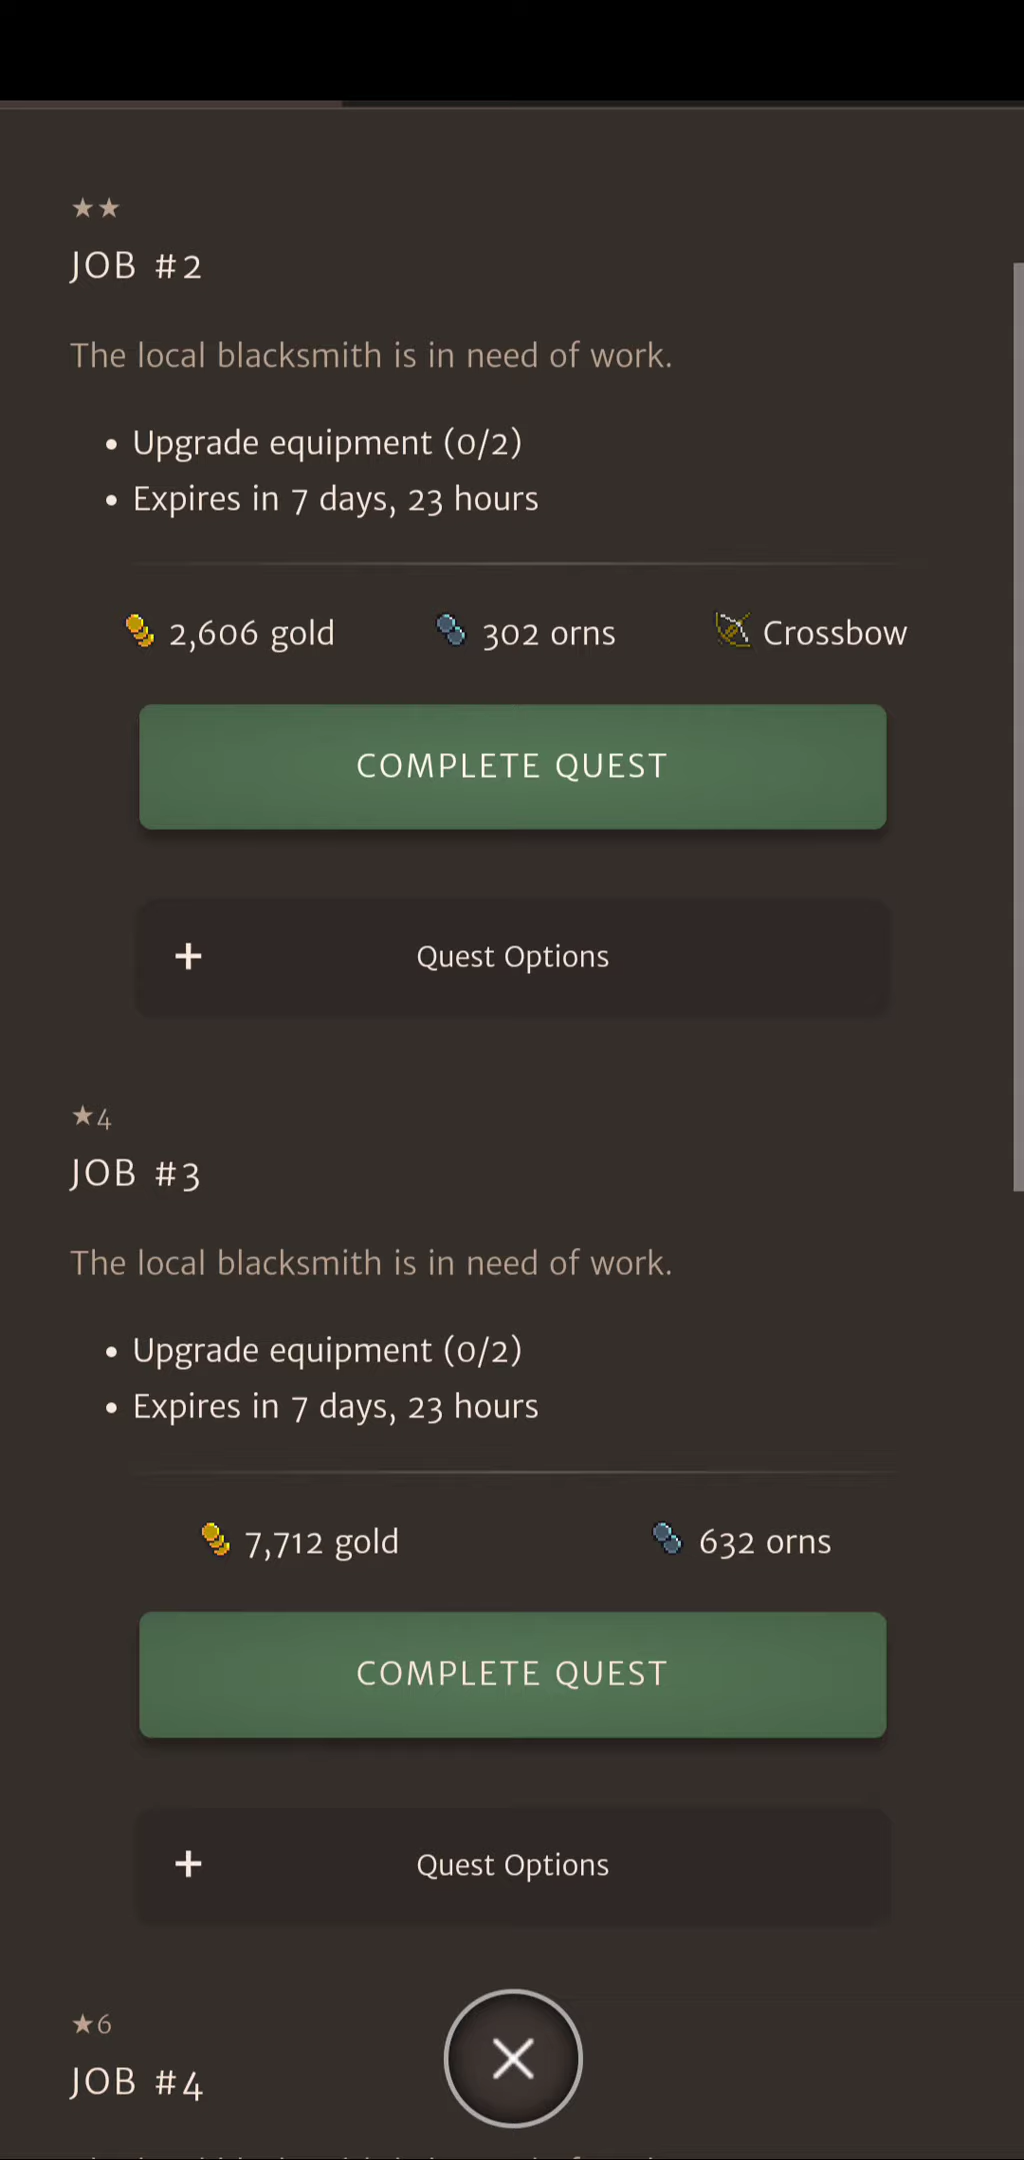 ★★
JOB #2
The local blacksmith is in need of work.
• Upgrade equipment (0/2)
• Expires in 7 days, 23 hours
2,606 gold 302 orns Crossbow
COMPLETE QUEST
+ Quest Options
★4
JOB #3
The local blacksmith is in need of work.
• Upgrade equipment (0/2)
• Expires in 7 days, 23 hours
7,712 gold 632 orns
COMPLETE QUEST
+ Quest Options
★6
JOB #4